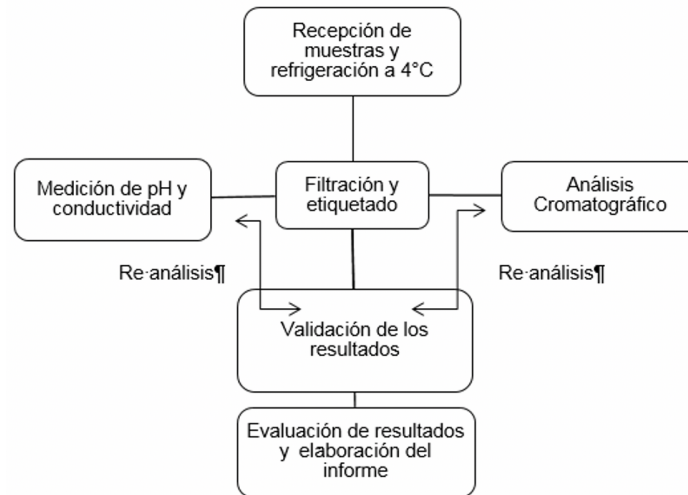 Recepción de
muestras y
refrigeración a 4°C
Medición de pH y
conductividad
Filtración y
etiquetado
Análisis
Cromatográfico
Re·análisis¶
Re·análisis¶
Validación de los
resultados
Evaluación de resultados
y elaboración del
informe